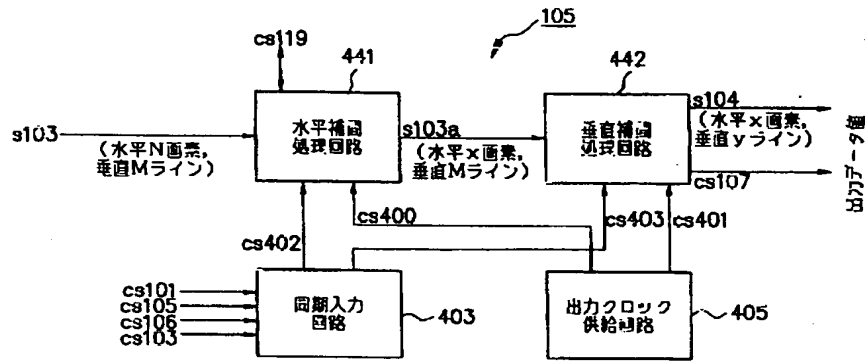 105
cs119
441
442
s103
水平補間
処理回路
s103a
垂直補間
処理回路
s104
(水平N画素,
垂直Mライン)
(水平x画素,
垂直Mライン)
(水平x画素,
垂直yライン)
cs107
出力データ値
cs402
cs400
cs403
cs401
cs101
cs105
cs106
cs103
同期入力
回路
403
出力クロック
供給回路
405